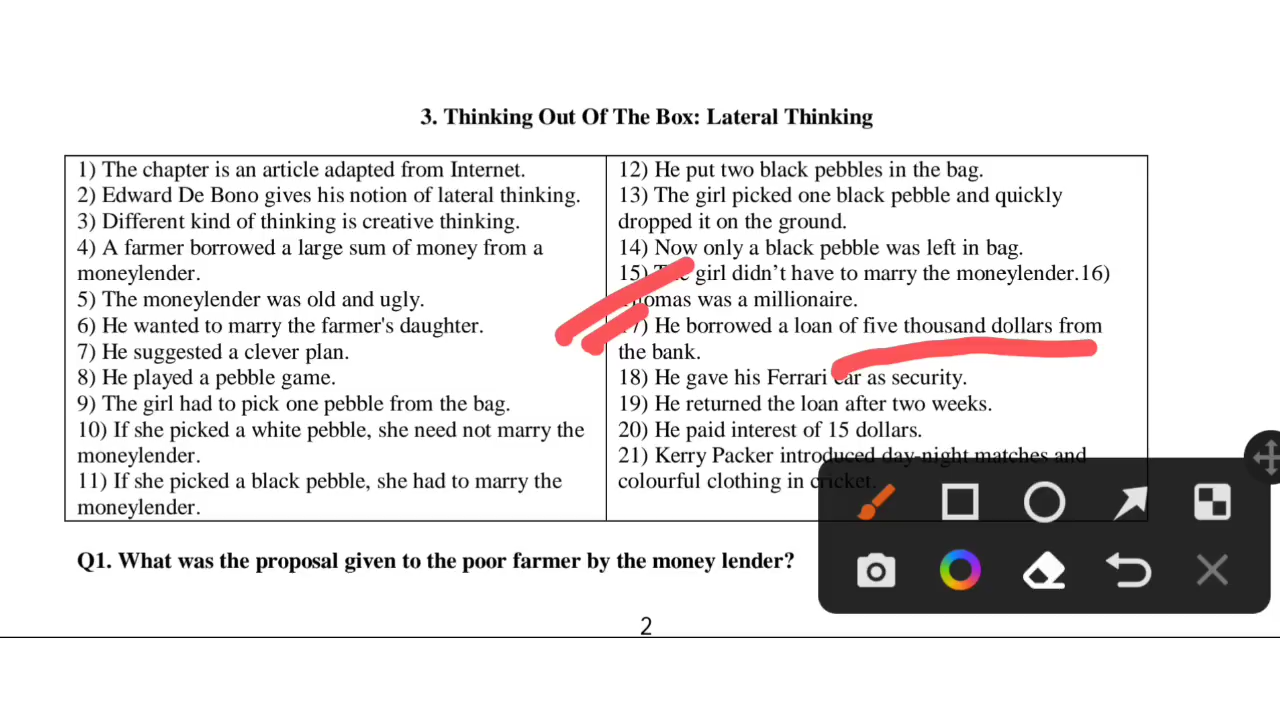 3. Thinking Out Of The Box: Lateral Thinking
1) The chapter is an article adapted from Internet.
2) Edward De Bono gives his notion of lateral thinking.
3) Different kind of thinking is creative thinking.
4) A farmer borrowed a large sum of money from a
moneylender.
5) The moneylender was old and ugly.
6) He wanted to marry the farmer's daughter.
7) He suggested a clever plan.
8) He played a pebble game.
9) The girl had to pick one pebble from the bag.
10) If she picked a white pebble, she need not marry the
moneylender.
11) If she picked a black pebble, she had to marry the
moneylender.
12) He put two black pebbles in the bag.
13) The girl picked one black pebble and quickly
dropped it on the ground.
14) Now only a black pebble was left in bag.
15) The girl didn’t have to marry the moneylender.16)
Thomas was a millionaire.
17) He borrowed a loan of five thousand dollars from
the bank.
18) He gave his Ferrari car as security.
19) He returned the loan after two weeks.
20) He paid interest of 15 dollars.
21) Kerry Packer introduced day-night matches and
colourful clothing in cricket.
Q1. What was the proposal given to the poor farmer by the money lender?
2